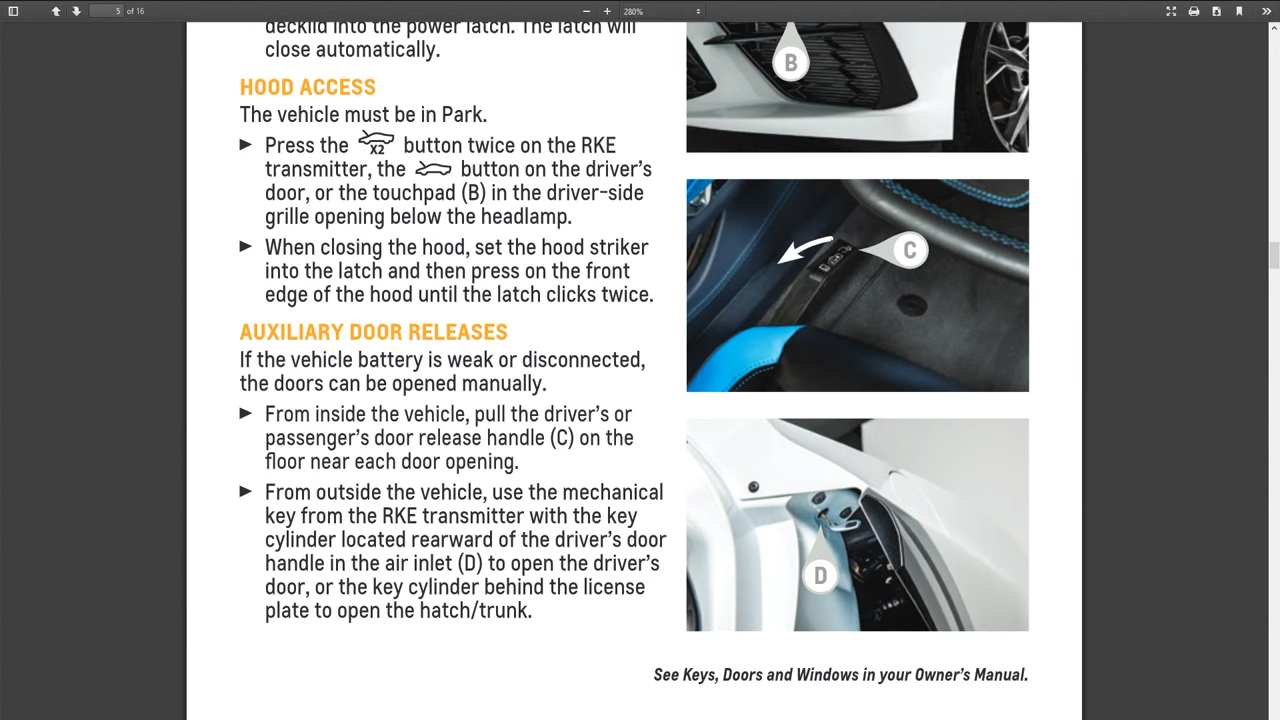 5 of 16
280%
decklid into the power latch. The latch will
close automatically.
HOOD ACCESS
The vehicle must be in Park.
► Press the X2 button twice on the RKE
transmitter, the button on the driver's
door, or the touchpad (B) in the driver-side
grille opening below the headlamp.
► When closing the hood, set the hood striker
into the latch and then press on the front
edge of the hood until the latch clicks twice.
AUXILIARY DOOR RELEASES
If the vehicle battery is weak or disconnected,
the doors can be opened manually.
► From inside the vehicle, pull the driver's or
passenger's door release handle (C) on the
floor near each door opening.
► From outside the vehicle, use the mechanical
key from the RKE transmitter with the key
cylinder located rearward of the driver's door
handle in the air inlet (D) to open the driver's
door, or the key cylinder behind the license
plate to open the hatch/trunk.
B
C
D
See Keys, Doors and Windows in your Owner's Manual.